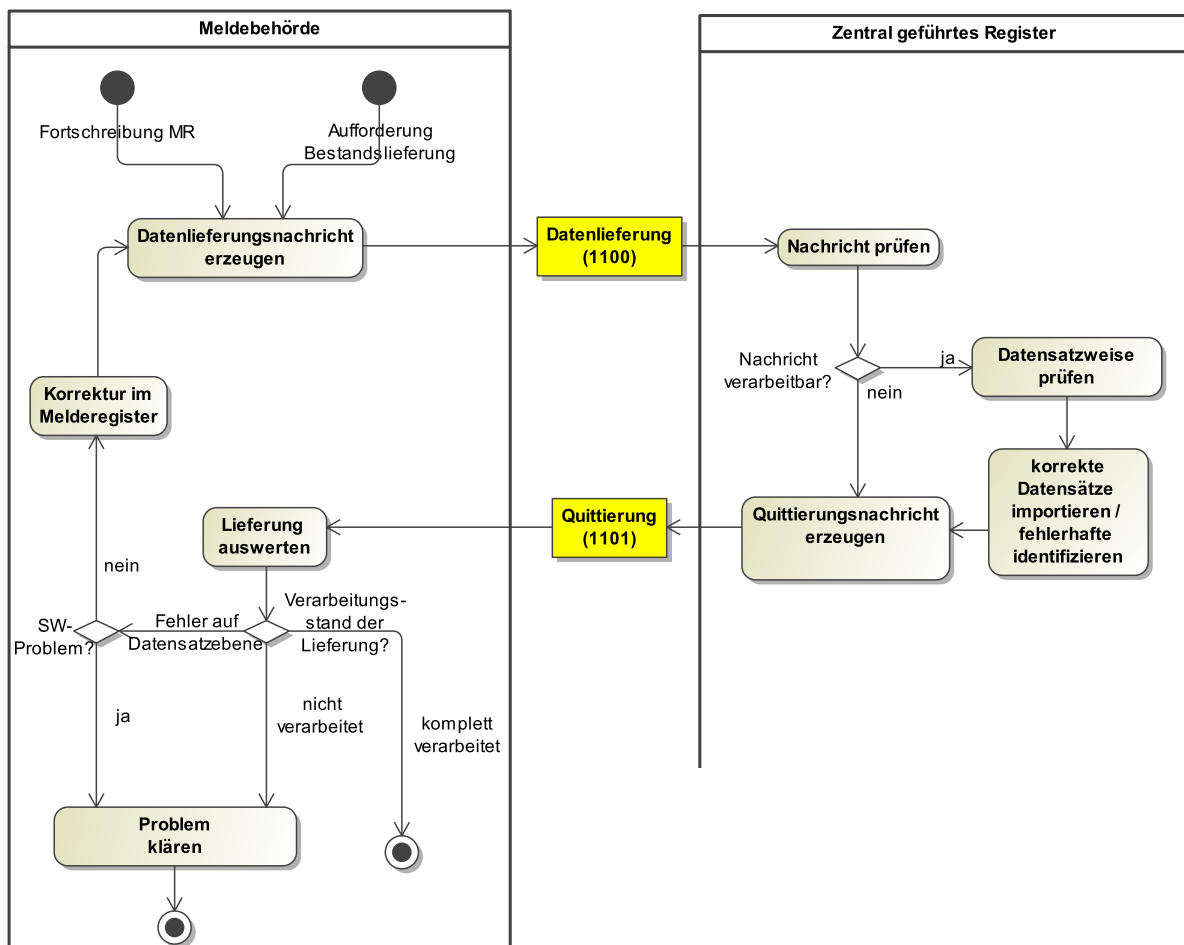 Meldebehörde
Zentral geführtes Register
Fortschreibung MR
Aufforderung
Bestandslieferung
Datenlieferungsnachricht
erzeugen
Datenlieferung
(1100)
Nachricht prüfen
Nachricht
verarbeitbar?
ja
nein
Datensatzweise
prüfen
Korrektur im
Melderegister
korrekte
Datensätze
importieren /
fehlerhafte
identifizieren
Quittierungsnachricht
erzeugen
Quittierung
(1101)
Lieferung
auswerten
nein
SW-
Problem?
Fehler auf
Datensatzebene
Verarbeitungs-
stand der
Lieferung?
ja
nicht
verarbeitet
komplett
verarbeitet
Problem
klären